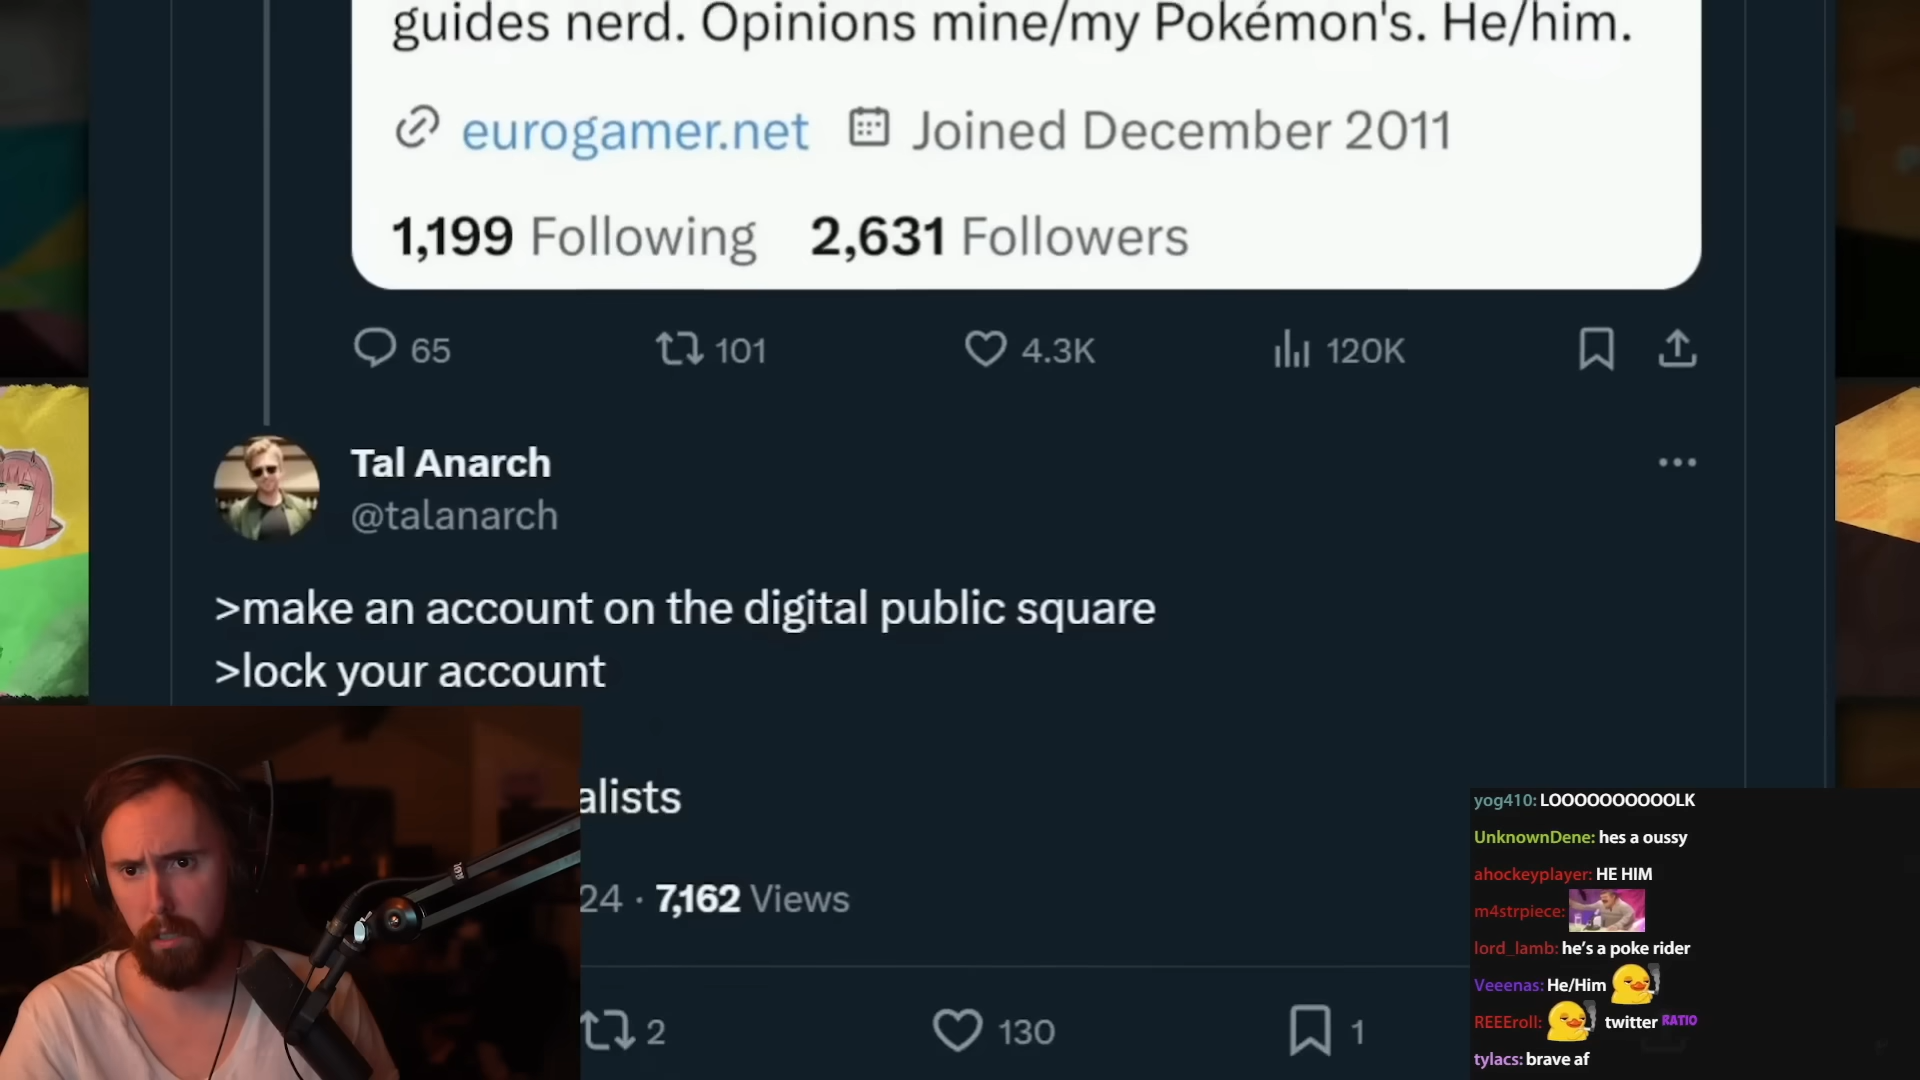 guides nerd. Opinions mine/my Pokémon's. He/him.
eurogamer.net Joined December 2011
1,199 Following 2,631 Followers
65 101 4.3K 120K
Tal Anarch
@talanarch
>make an account on the digital public square
>lock your account
alists
24 · 7,162 Views
2 130 1
yog410: LOOOOOOOOOOLK
UnknownDene: hes a oussy
ahockeyplayer: HE HIM
m4strpiece:
lord_lamb: he's a poke rider
Veeenas: He/Him
REEEroll: twitter RATIO
tylacs: brave af